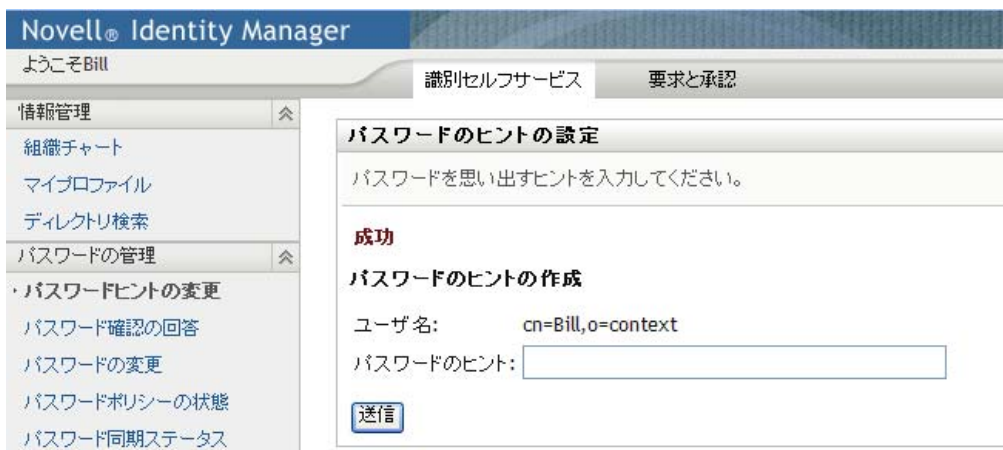 Novell® Identity Manager
ようこそBill
識別セルフサービス
要求と承認
情報管理
組織チャート
マイプロファイル
ディレクトリ検索
パスワードの管理
・パスワードヒントの変更
パスワード確認の回答
パスワードの変更
パスワードポリシーの状態
パスワード同期ステータス
パスワードのヒントの設定
パスワードを思い出すヒントを入力してください。
成功
パスワードのヒントの作成
ユーザ名: cn=Bill,o=context
パスワードのヒント:
送信